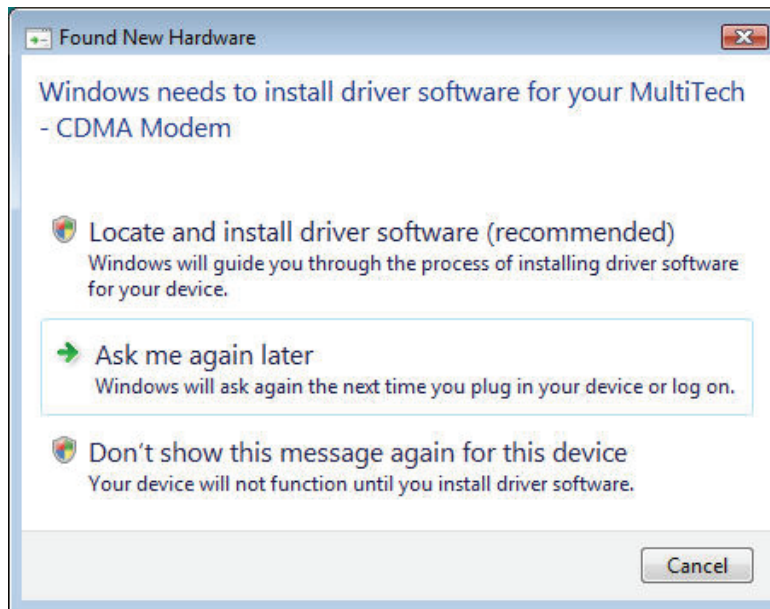 Found New Hardware
Windows needs to install driver software for your MultiTech
- CDMA Modem
Locate and install driver software (recommended)
Windows will guide you through the process of installing driver software
for your device.
Ask me again later
Windows will ask again the next time you plug in your device or log on.
Don't show this message again for this device
Your device will not function until you install driver software.
Cancel